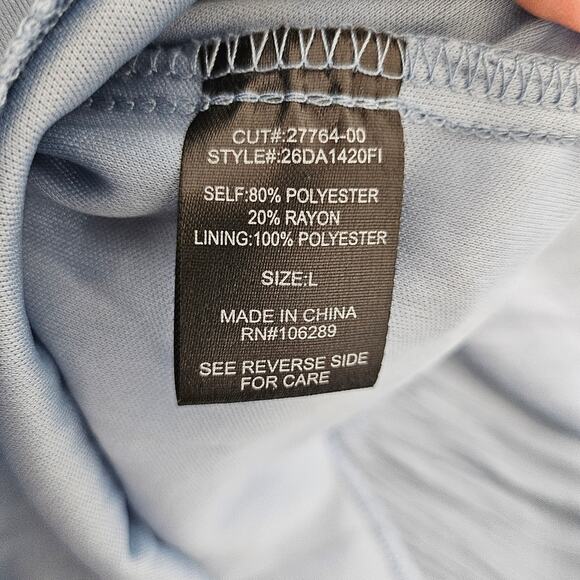 CUT#:27764-00
STYLE#:26DA1420FI
SELF:80% POLYESTER
20% RAYON
LINING:100% POLYESTER
SIZE:L
MADE IN CHINA
RN#106289
SEE REVERSE SIDE
FOR CARE